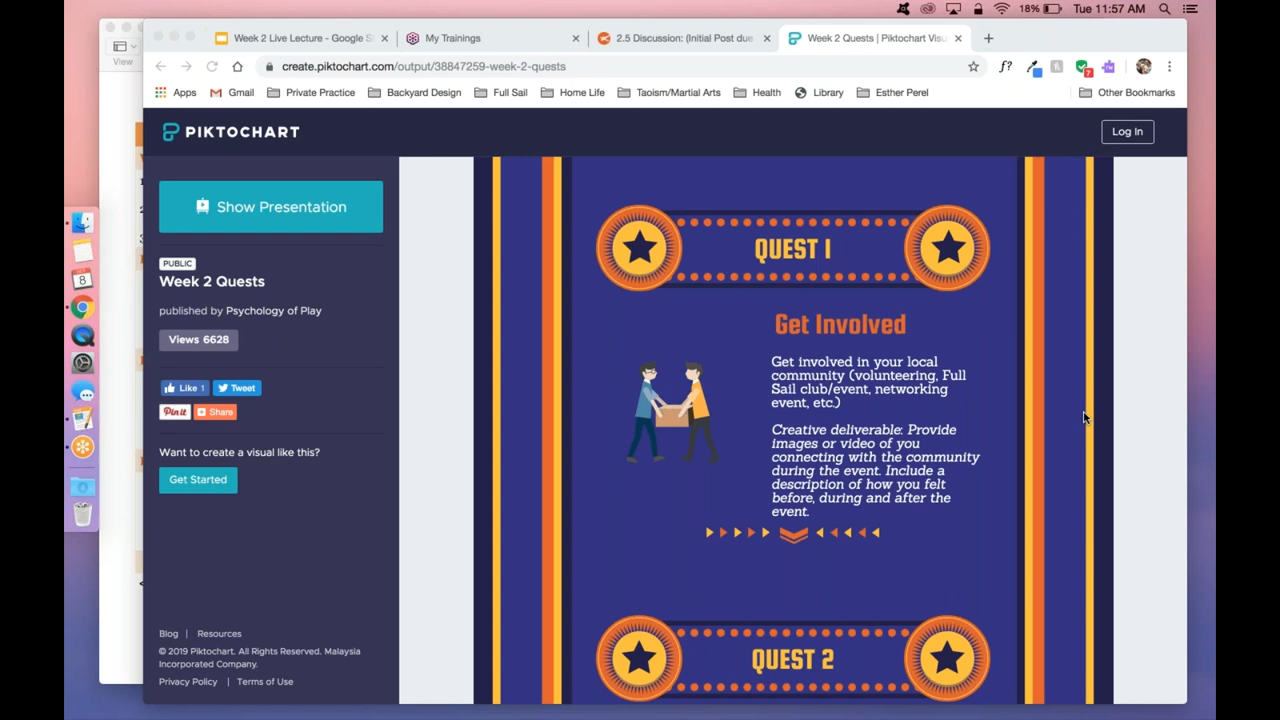 18%
Tue 11:57 AM
Week 2 Live Lecture - Google S
My Trainings
2.5 Discussion: (Initial Post due
Week 2 Quests | Piktochart Visu
View
create.piktochart.com/output/38847259-week-2-quests
f?
7
Apps
Gmail
Private Practice
Backyard Design
Full Sail
Home Life
Taoism/Martial Arts
Health
Library
Esther Perel
Other Bookmarks
PIKTOCHART
Log In
Show Presentation
PUBLIC
Week 2 Quests
published by Psychology of Play
Views 6628
Like 1
Tweet
Pin it
Share
Want to create a visual like this?
Get Started
Blog | Resources
© 2019 Piktochart. All Rights Reserved. Malaysia
Incorporated Company.
Privacy Policy | Terms of Use
8
QUEST 1
Get Involved
Get involved in your local
community (volunteering, Full
Sail club/event, networking
event, etc.)
Creative deliverable: Provide
images or video of you
connecting with the community
during the event. Include a
description of how you felt
before, during and after the
event.
QUEST 2